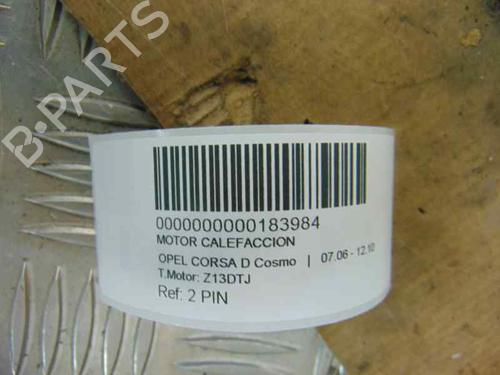 B-PARTS
0000000000183984
MOTOR CALEFACCION
OPEL CORSA D Cosmo | 07.06 - 12.10
T.Motor: Z13DTJ
Ref: 2 PIN